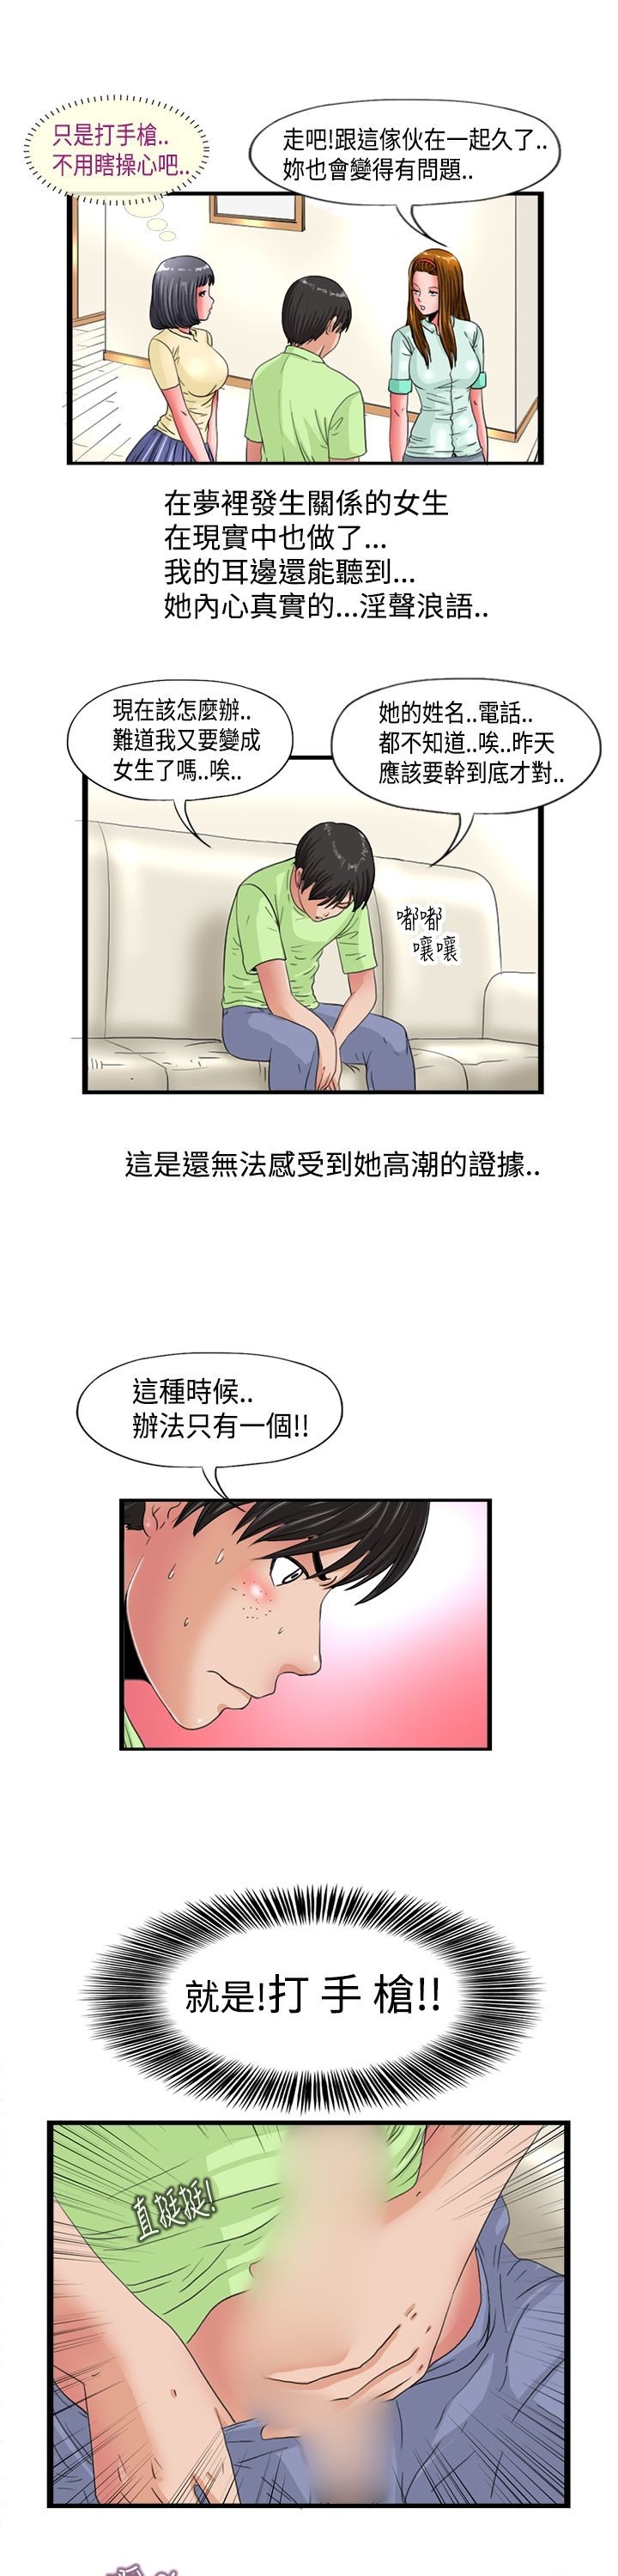 只是打手槍..
不用瞎操心吧..
走吧!跟這傢伙在一起久了..
妳也會變得有問題..
在夢裡發生關係的女生
在現實中也做了...
我的耳邊還能聽到...
她內心真實的...淫聲浪語..
現在該怎麼辦..
難道我又要變成
女生了嗎..唉..
她的姓名..電話..
都不知道..唉..昨天
應該要幹到底才對..
嘟嘟
嚷嚷
這是還無法感受到她高潮的證據..
這種時候..
辦法只有一個!!
就是!打手槍!!
直挺挺!